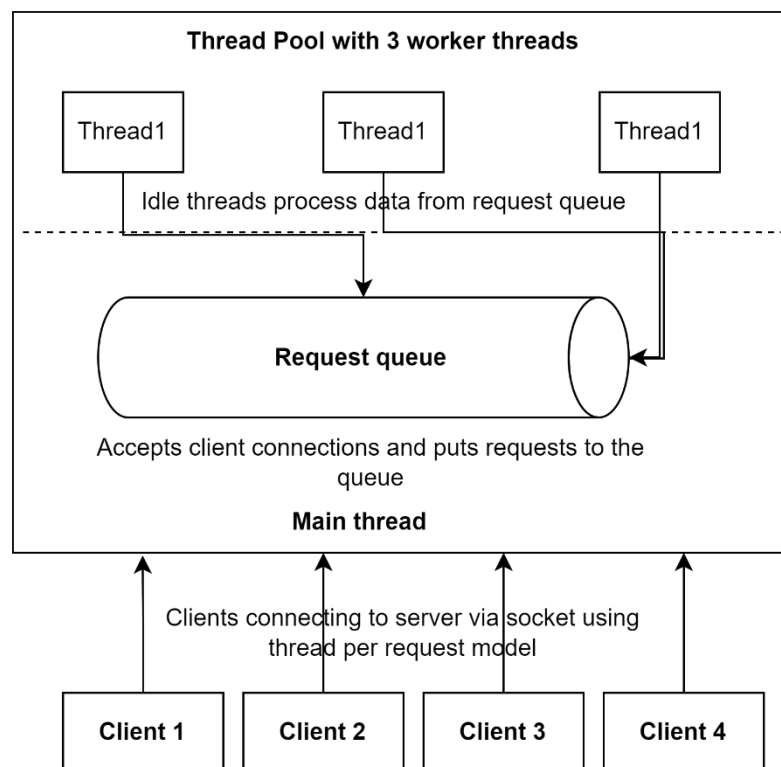 Thread Pool with 3 worker threads
Thread1
Thread1
Thread1
Idle threads process data from request queue
Request queue
Accepts client connections and puts requests to the
queue
Main thread
Clients connecting to server via socket using
thread per request model
Client 1
Client 2
Client 3
Client 4